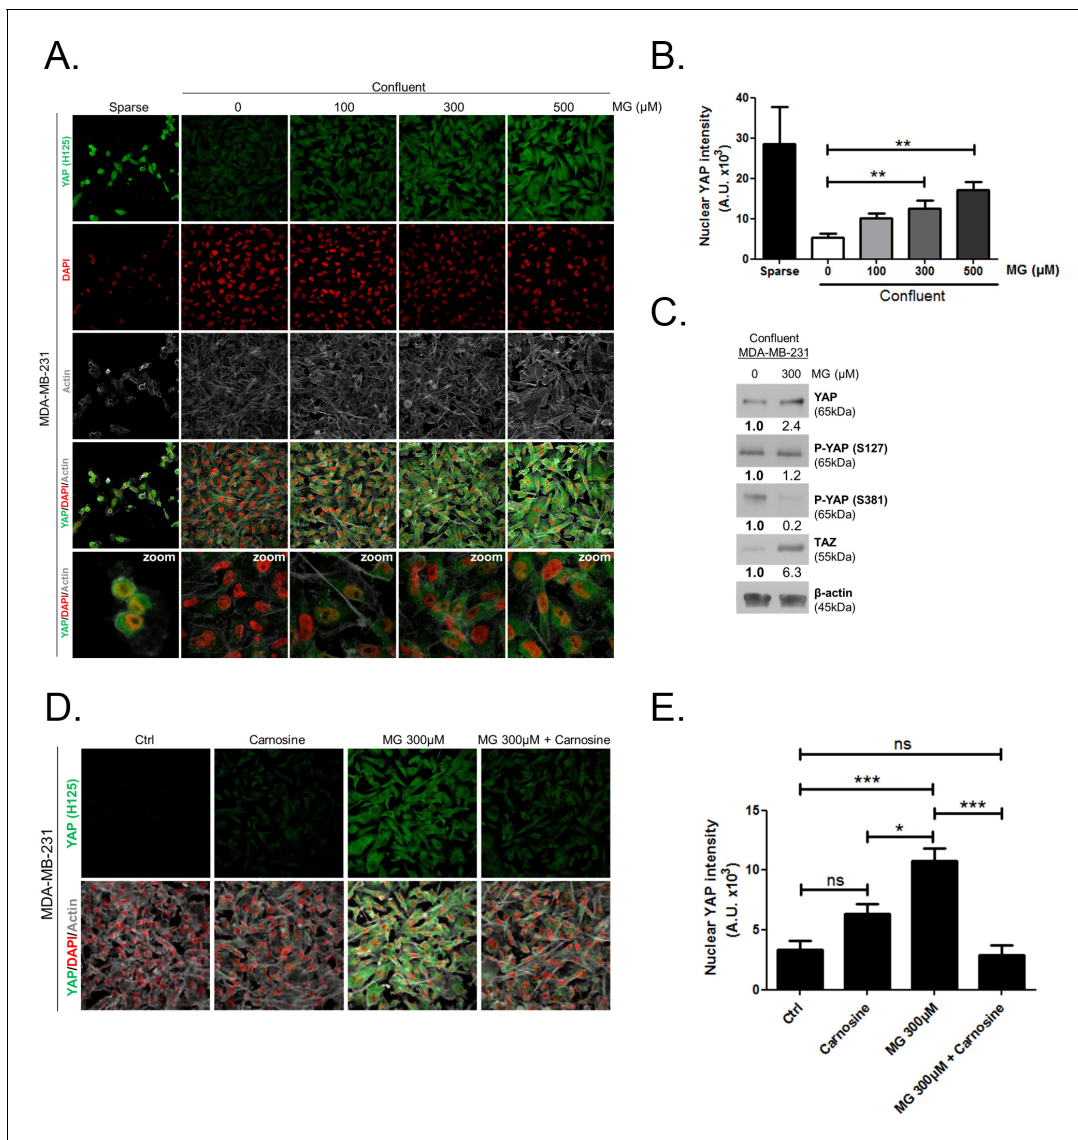 A.
Confluent
Sparse 0 100 300 500 MG (µM)
MDA-MB-231
YAP (H125)
DAPI
Actin
YAP/DAPI/Actin
YAP/DAPI/Actin
zoom zoom zoom zoom zoom
B.
Nuclear YAP intensity
(A.U. x10³)
40
30
20
10
0
**
**
Sparse 0 100 300 500 MG (µM)
Confluent
C.
Confluent
MDA-MB-231
0 300 MG (µM)
YAP
(65kDa)
1.0 2.4
P-YAP (S127)
(65kDa)
1.0 1.2
P-YAP (S381)
(65kDa)
1.0 0.2
TAZ
(55kDa)
1.0 6.3
β-actin
(45kDa)
D.
Ctrl Carnosine MG 300µM MG 300µM + Carnosine
MDA-MB-231
YAP (H125)
YAP/DAPI/Actin
E.
Nuclear YAP intensity
(A.U. x10³)
15
10
5
0
ns
***
***
*
ns
Ctrl
Carnosine
MG 300µM
MG 300µM + Carnosine